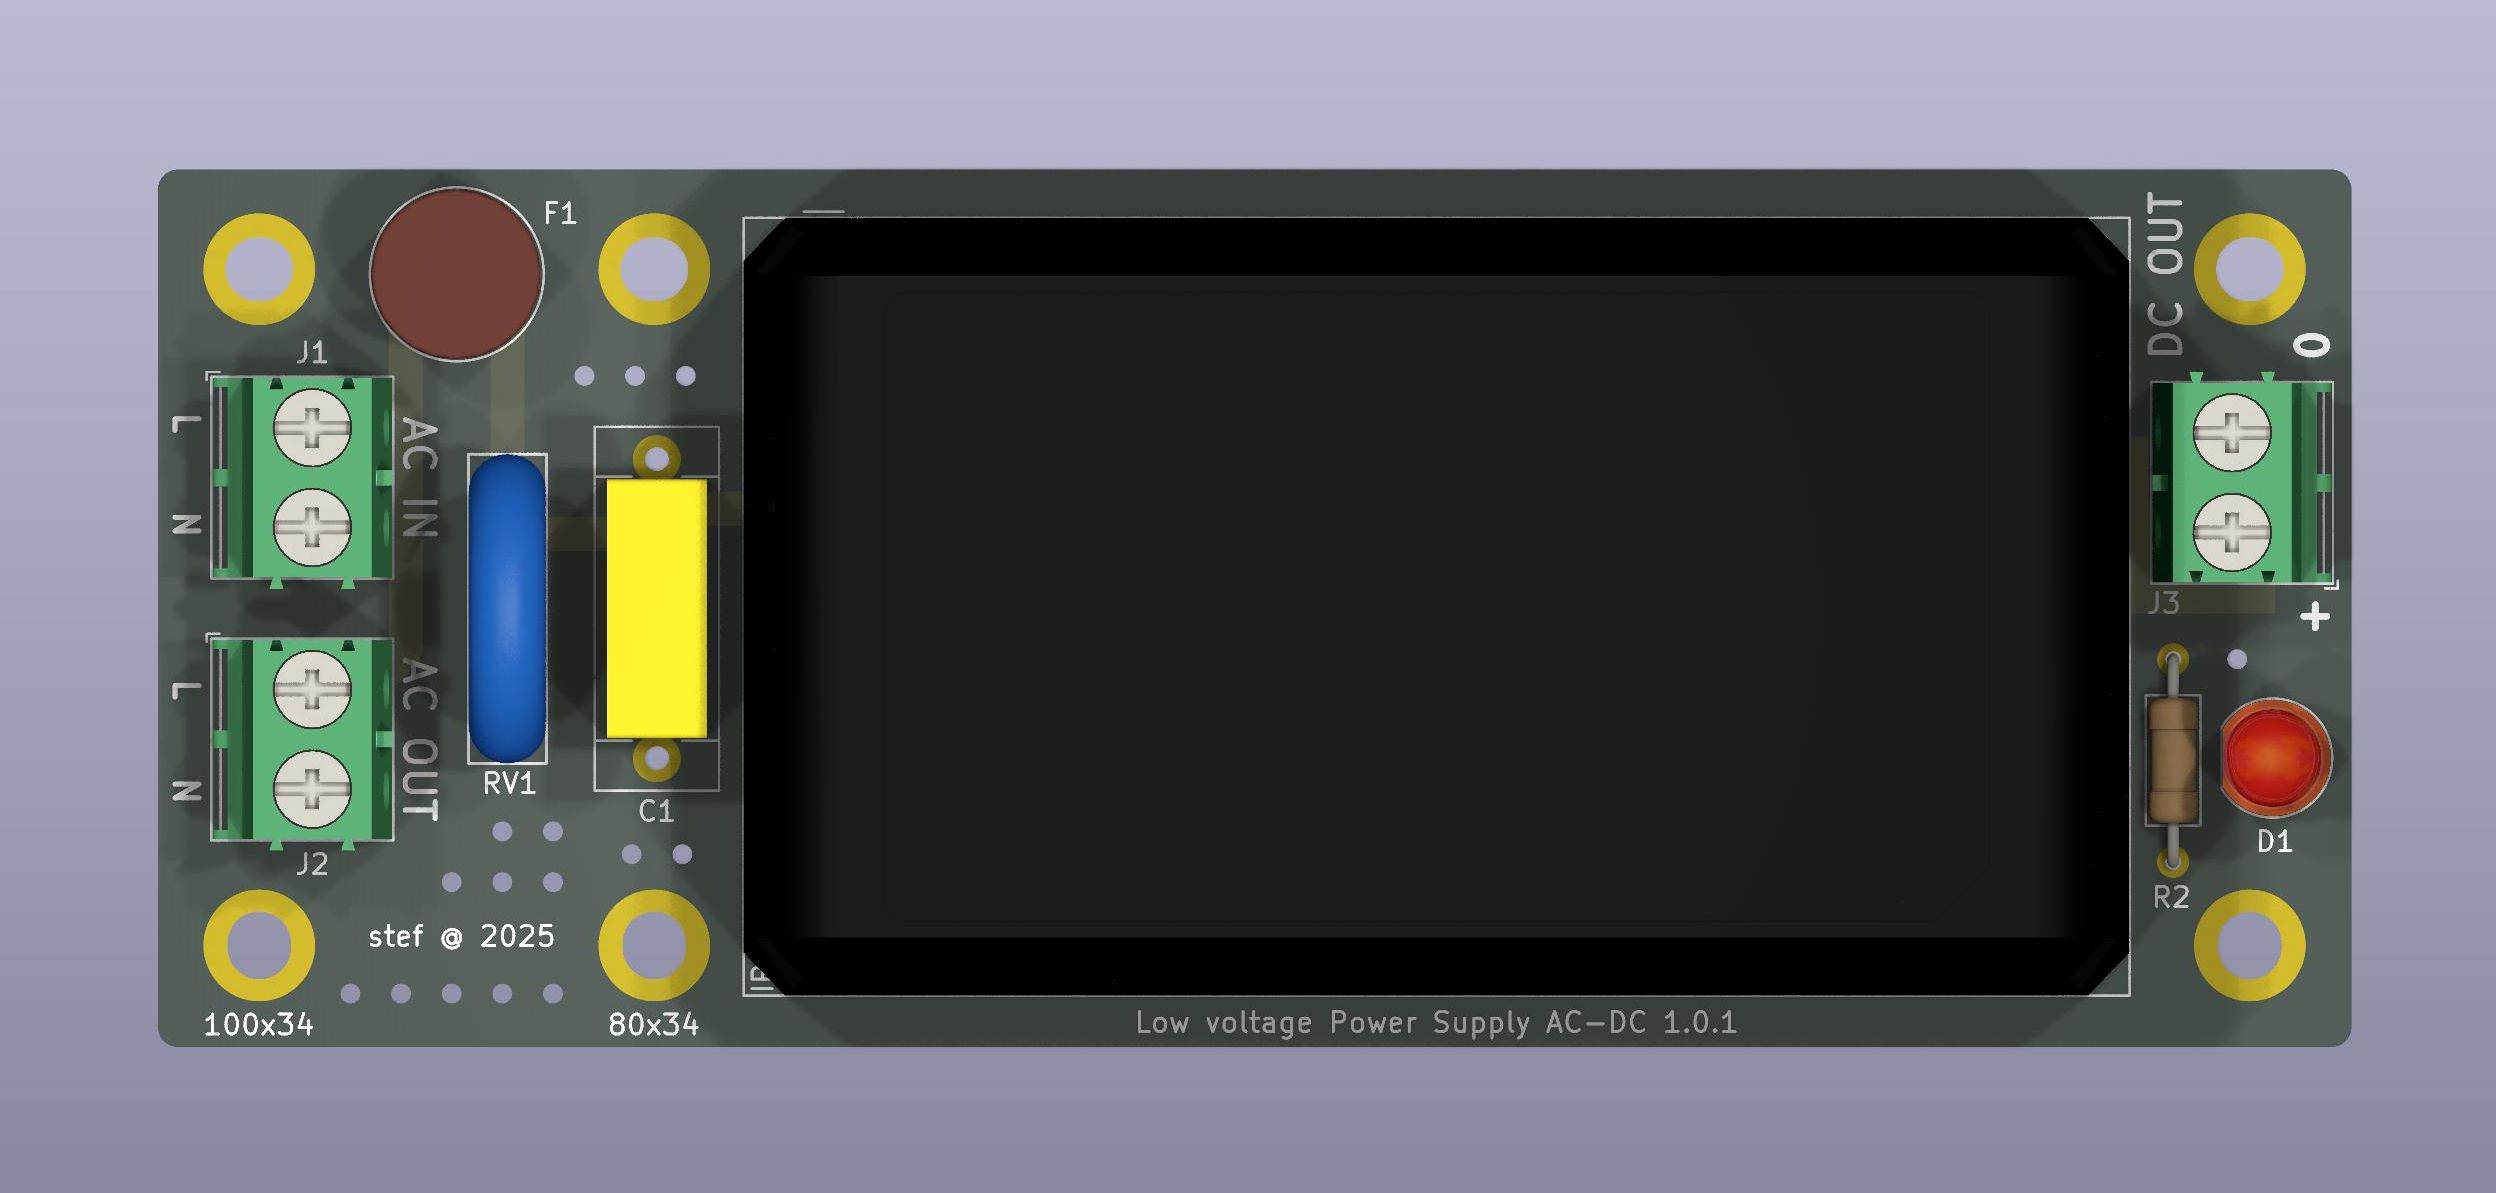 F1
DC OUT
0
J1
L
AC IN
N
J3
+
L
AC OUT
N
RV1
C1
D1
J2
R2
stef @ 2025
100x34
80x34
Low voltage Power Supply AC-DC 1.0.1